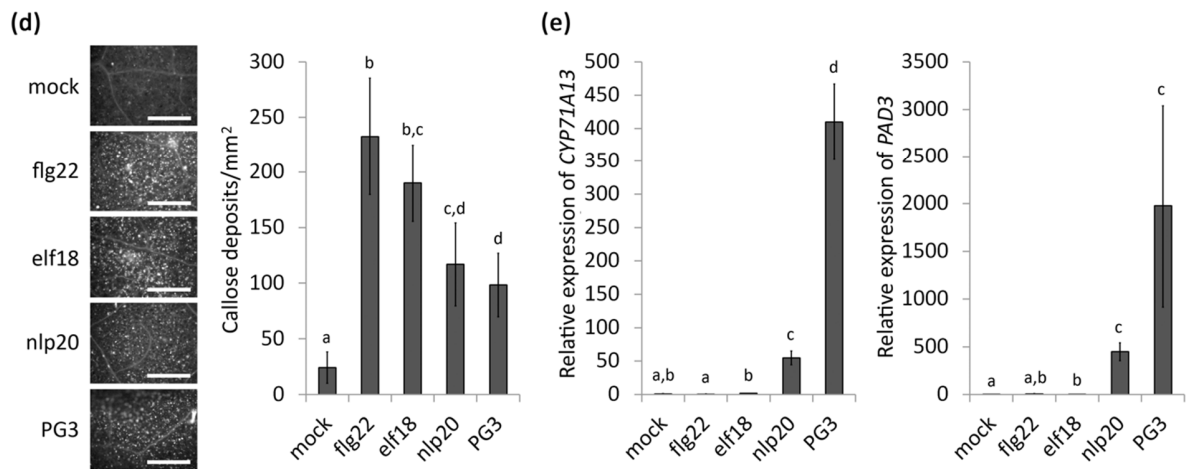 (d)
mock
flg22
elf18
nlp20
PG3
Callose deposits/mm²
300
250
200
150
100
50
0
a
b
b,c
c,d
d
mock
flg22
elf18
nlp20
PG3
(e)
Relative expression of CYP71A13
500
450
400
350
300
250
200
150
100
50
0
a,b
a
b
c
d
mock
flg22
elf18
nlp20
PG3
Relative expression of PAD3
3500
3000
2500
2000
1500
1000
500
0
a
a,b
b
c
c
mock
flg22
elf18
nlp20
PG3